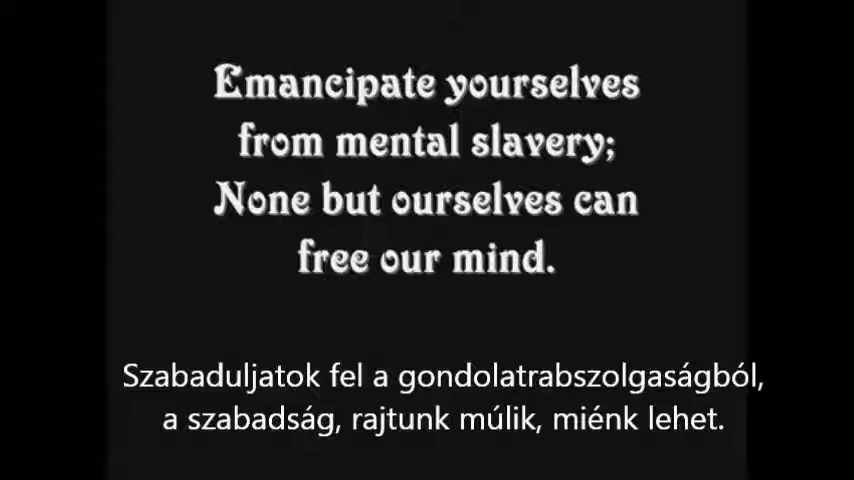 Emancipate yourselves
from mental slavery;
None but ourselves can
free our mind.
Szabaduljatok fel a gondolatrabszolgaságból,
a szabadság, rajtunk múlik, miénk lehet.